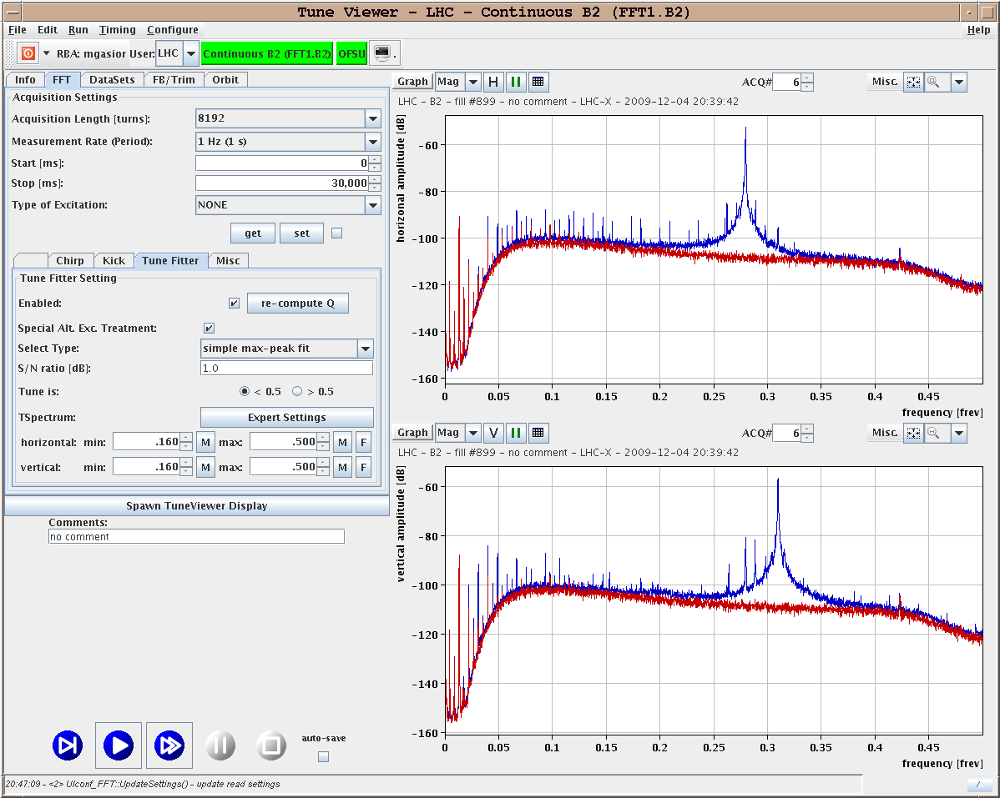 Tune Viewer - LHC - Continuous B2 (FFT1.B2)
File Edit Run Timing Configure Help
RBA: mgasior User: LHC Continuous B2 (FFT1.B2) OFSU
Info FFT DataSets FB/Trim Orbit
Acquisition Settings
Acquisition Length [turns]: 8192
Measurement Rate (Period): 1 Hz (1 s)
Start [ms]: 0
Stop [ms]: 30,000
Type of Excitation: NONE
get set
Chirp Kick Tune Fitter Misc
Tune Fitter Setting
Enabled: re-compute Q
Special Alt. Exc. Treatment:
Select Type: simple max-peak fit
S/N ratio [dB]: 1.0
Tune is: < 0.5 > 0.5
TSpectrum: Expert Settings
horizontal: min: .160 M max: .500 M F
vertical: min: .160 M max: .500 M F
Spawn TuneViewer Display
Comments:
no comment
auto-save
Graph Mag H ACQ# 6 Misc.
LHC - B2 - fill #899 - no comment - LHC-X - 2009-12-04 20:39:42
horizonal amplitude [dB]
-60
-80
-100
-120
-140
-160
0 0.05 0.1 0.15 0.2 0.25 0.3 0.35 0.4 0.45
frequency [frev]
Graph Mag V ACQ# 6 Misc.
LHC - B2 - fill #899 - no comment - LHC-X - 2009-12-04 20:39:42
vertical amplitude [dB]
-60
-80
-100
-120
-140
-160
0 0.05 0.1 0.15 0.2 0.25 0.3 0.35 0.4 0.45
frequency [frev]
20:47:09 - <2> UIconf_FFT::UpdateSettings() - update read settings